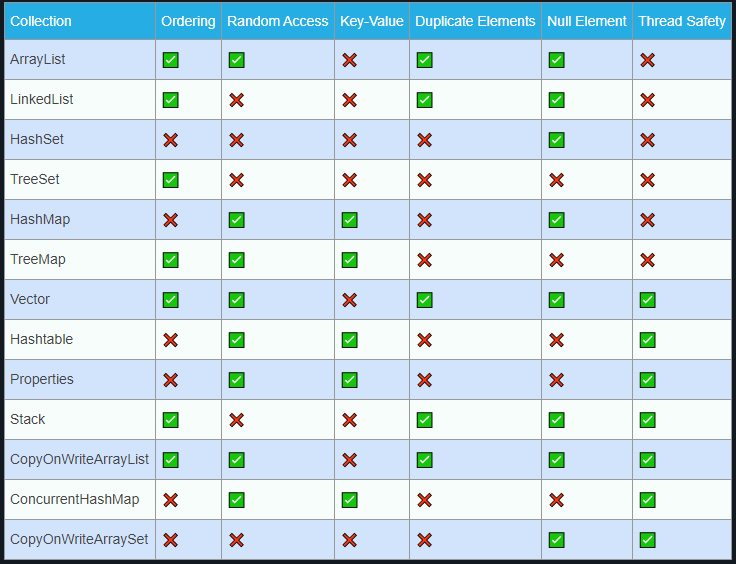 Collection Ordering Random Access Key-Value Duplicate Elements Null Element Thread Safety
ArrayList ✅ ✅ ❌ ✅ ✅ ❌
LinkedList ✅ ❌ ❌ ✅ ✅ ❌
HashSet ❌ ❌ ❌ ❌ ✅ ❌
TreeSet ✅ ❌ ❌ ❌ ❌ ❌
HashMap ❌ ✅ ✅ ❌ ✅ ❌
TreeMap ✅ ✅ ✅ ❌ ❌ ❌
Vector ✅ ✅ ❌ ✅ ✅ ✅
Hashtable ❌ ✅ ✅ ❌ ❌ ✅
Properties ❌ ✅ ✅ ❌ ❌ ✅
Stack ✅ ❌ ❌ ✅ ✅ ✅
CopyOnWriteArrayList ✅ ✅ ❌ ✅ ✅ ✅
ConcurrentHashMap ❌ ✅ ✅ ❌ ❌ ✅
CopyOnWriteArraySet ❌ ❌ ❌ ❌ ✅ ✅